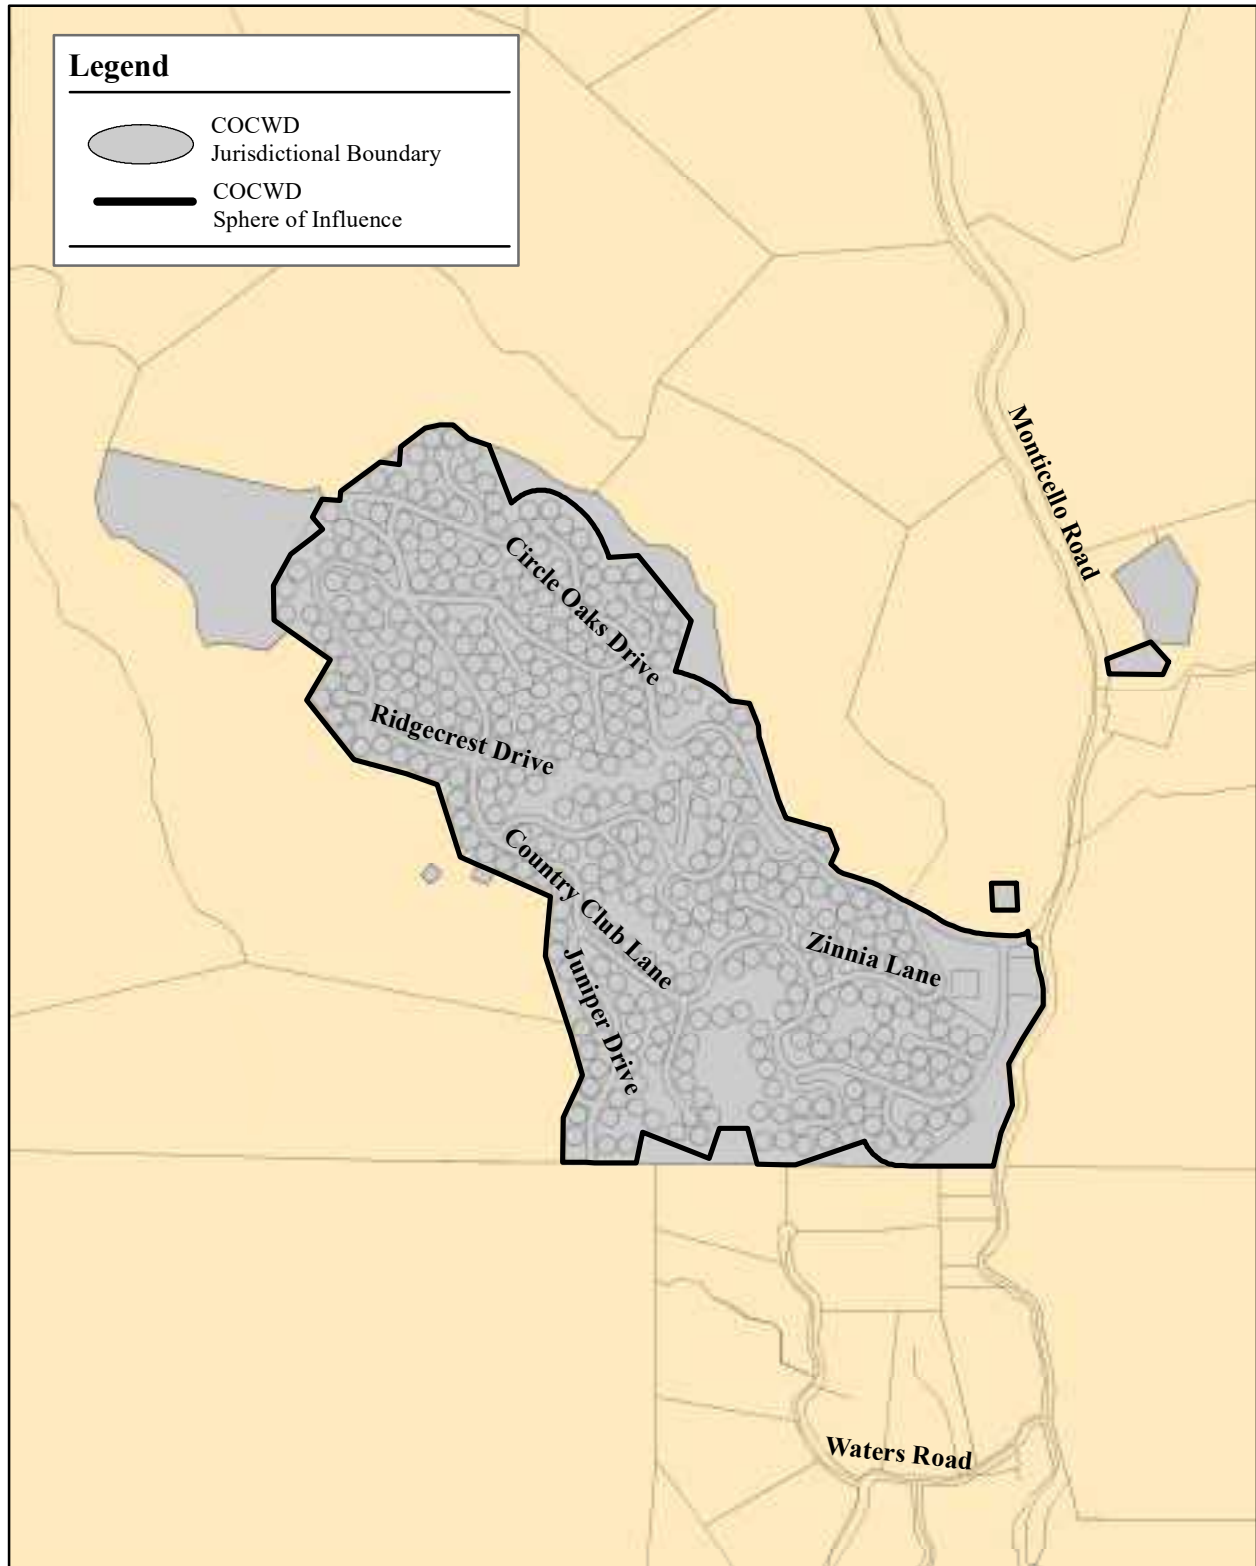 Legend
COCWD
Jurisdictional Boundary
COCWD
Sphere of Influence
Monticello Road
Circle Oaks Drive
Ridgecrest Drive
Country Club Lane
Zinnia Lane
Juniper Drive
Waters Road